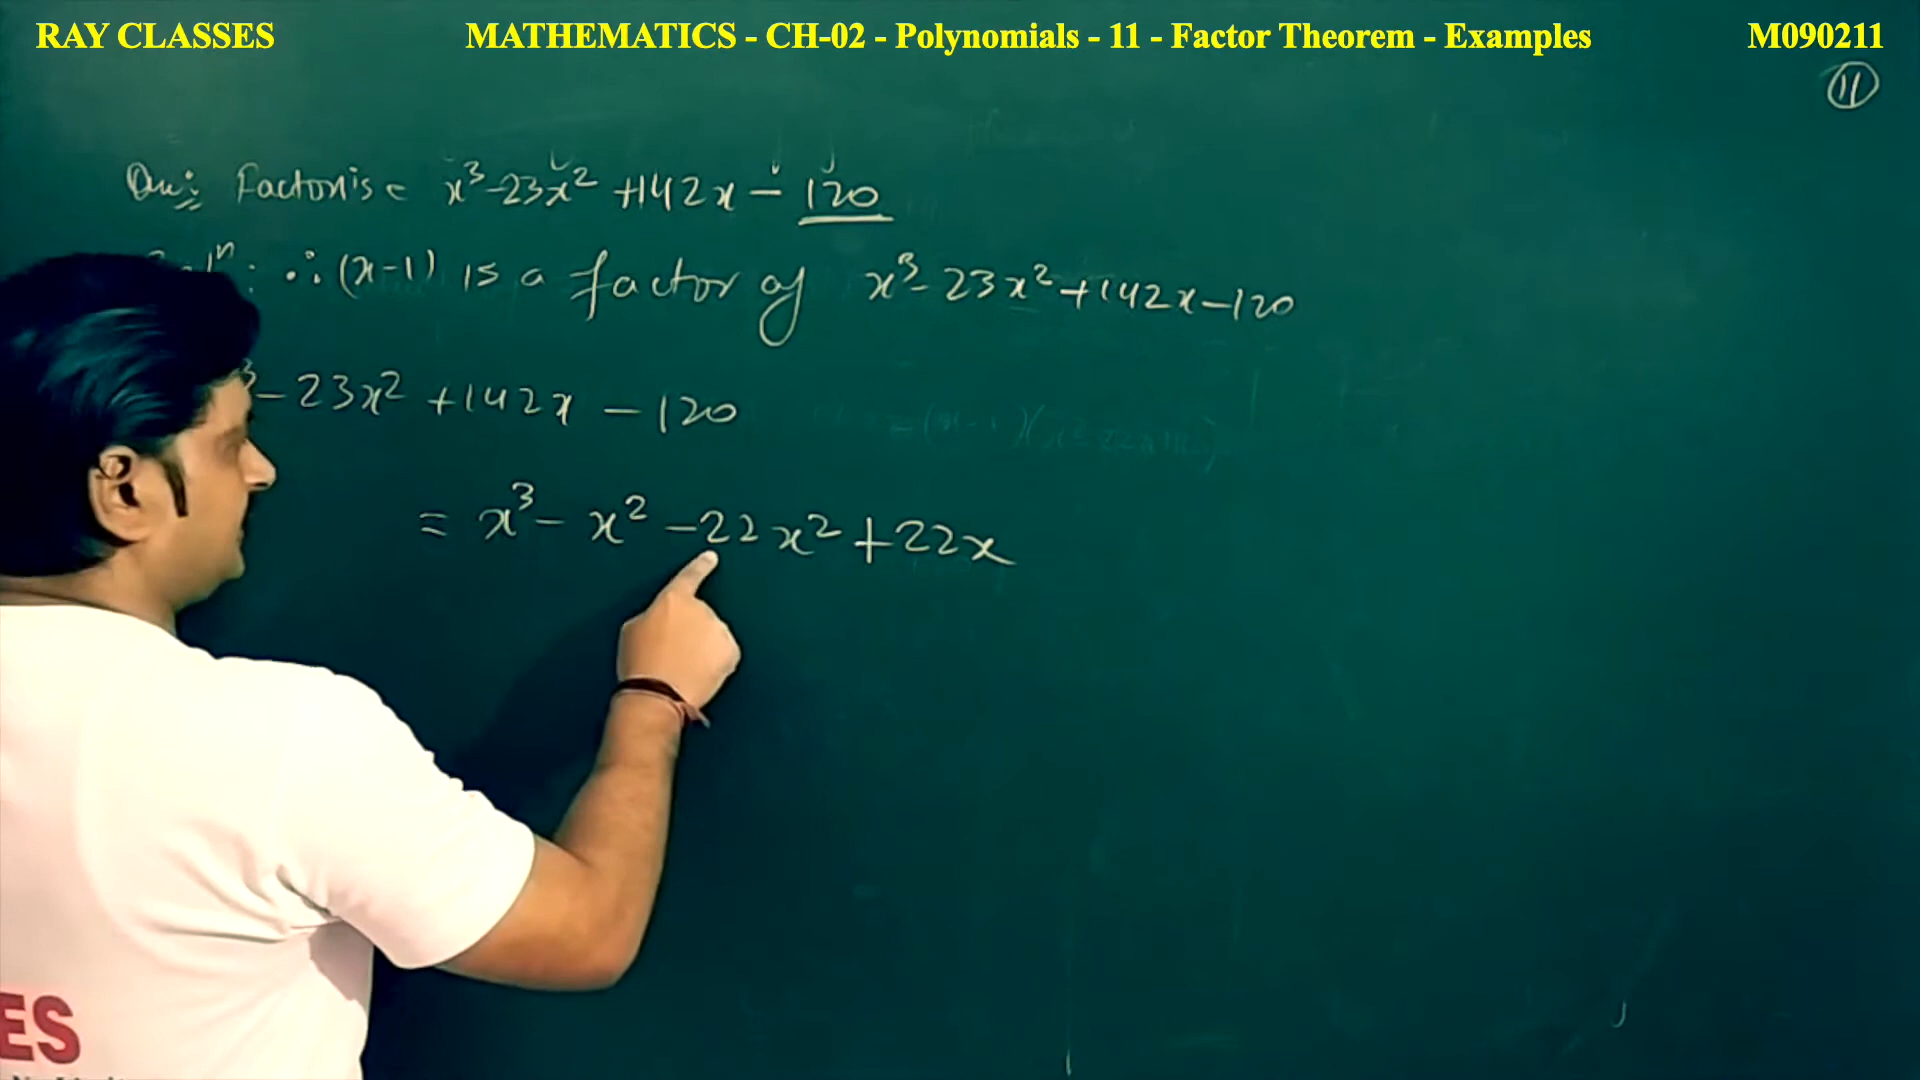 RAY CLASSES MATHEMATICS - CH-02 - Polynomials - 11 - Factor Theorem - Examples M090211
11
Qu:- Factorise x³-23x²+142x-120
∴(x-1) is a factor of x³-23x²+142x-120
³-23x²+142x-120
= x³-x²-22x²+22x
ES